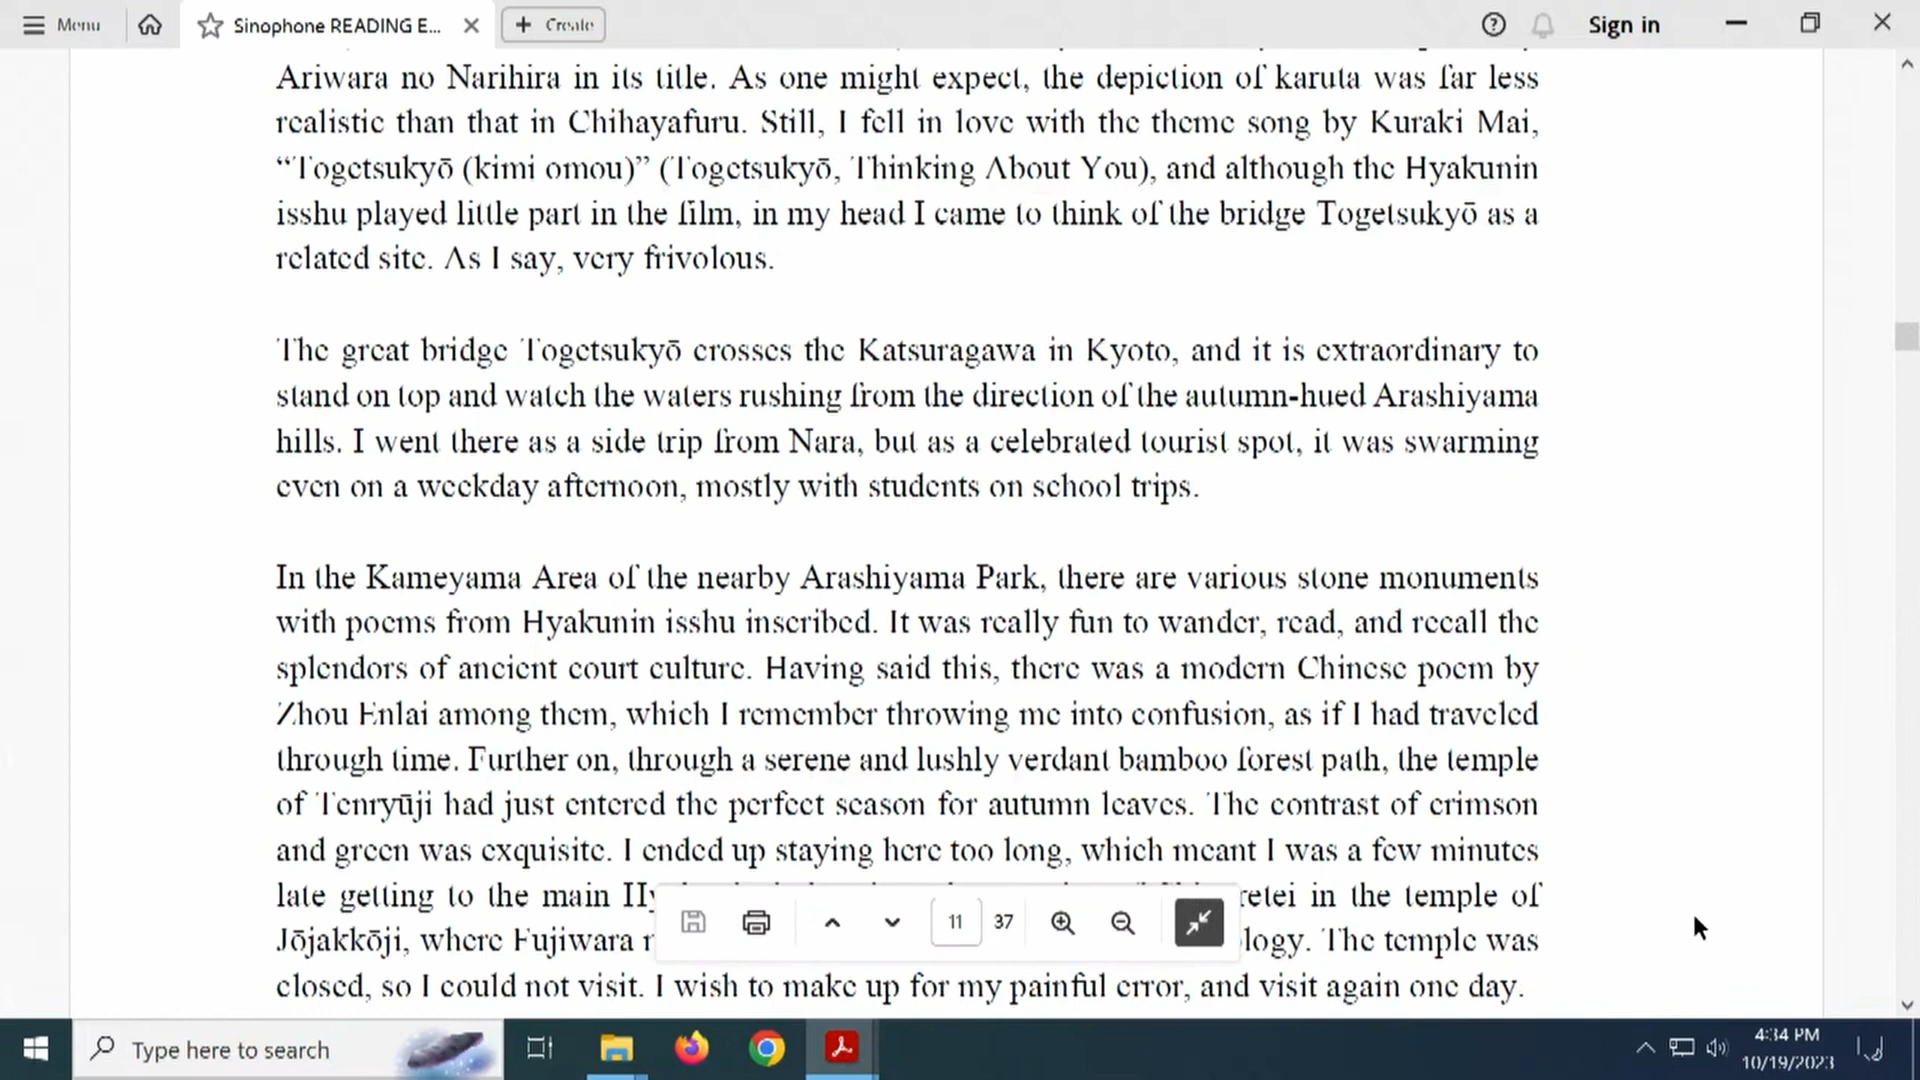 Menu
Sinophone READING E...
Create
Sign in
Ariwara no Narihira in its title. As one might expect, the depiction of karuta was far less
realistic than that in Chihayafuru. Still, I fell in love with the theme song by Kuraki Mai,
“Togetsukyō (kimi omou)” (Togetsukyō, Thinking About You), and although the Hyakunin
isshu played little part in the film, in my head I came to think of the bridge Togetsukyō as a
related site. As I say, very frivolous.
The great bridge Togetsukyō crosses the Katsuragawa in Kyoto, and it is extraordinary to
stand on top and watch the waters rushing from the direction of the autumn-hued Arashiyama
hills. I went there as a side trip from Nara, but as a celebrated tourist spot, it was swarming
even on a weekday afternoon, mostly with students on school trips.
In the Kameyama Area of the nearby Arashiyama Park, there are various stone monuments
with poems from Hyakunin isshu inscribed. It was really fun to wander, read, and recall the
splendors of ancient court culture. Having said this, there was a modern Chinese poem by
Zhou Enlai among them, which I remember throwing me into confusion, as if I had traveled
through time. Further on, through a serene and lushly verdant bamboo forest path, the temple
of Tenryūji had just entered the perfect season for autumn leaves. The contrast of crimson
and green was exquisite. I ended up staying here too long, which meant I was a few minutes
late getting to the main Hy retei in the temple of
Jōjakkōji, where Fujiwara ology. The temple was
closed, so I could not visit. I wish to make up for my painful error, and visit again one day.
11 37
Type here to search
4:34 PM
10/19/2023